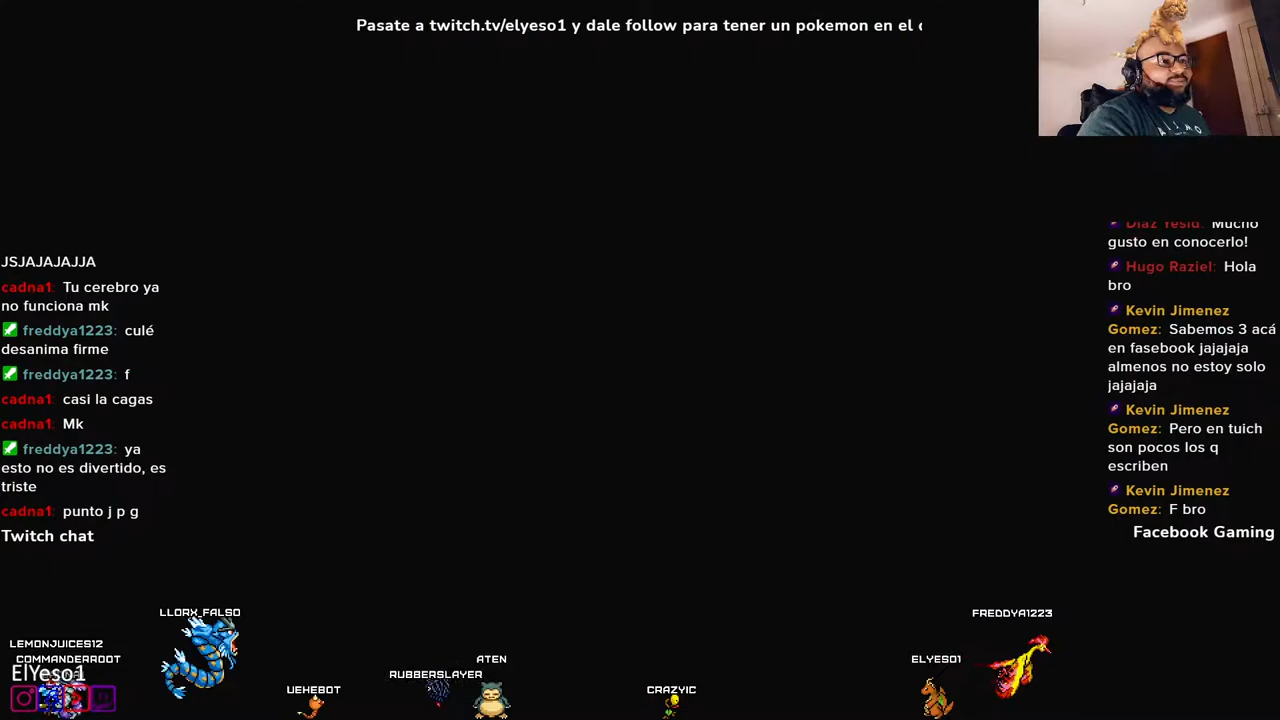 Pasate a twitch.tv/elyeso1 y dale follow para tener un pokemon en el
JSJAJAJAJJA
cadna1: Tu cerebro ya
no funciona mk
freddya1223: culé
desanima firme
freddya1223: f
cadna1: casi la cagas
cadna1: Mk
freddya1223: ya
esto no es divertido, es
triste
cadna1: punto j p g
Twitch chat
Diaz Yesid: Mucho
gusto en conocerlo!
Hugo Raziel: Hola
bro
Kevin Jimenez
Gomez: Sabemos 3 acá
en fasebook jajajaja
almenos no estoy solo
jajajaja
Kevin Jimenez
Gomez: Pero en tuich
son pocos los q
escriben
Kevin Jimenez
Gomez: F bro
Facebook Gaming
LEMONJUICES12
COMMANDERROOT
ElYeso1
LLORX_FALSO
UEHEBOT
RUBBERSLAYER
ATEN
CRAZYIC
ELYESO1
FREDDYA1223